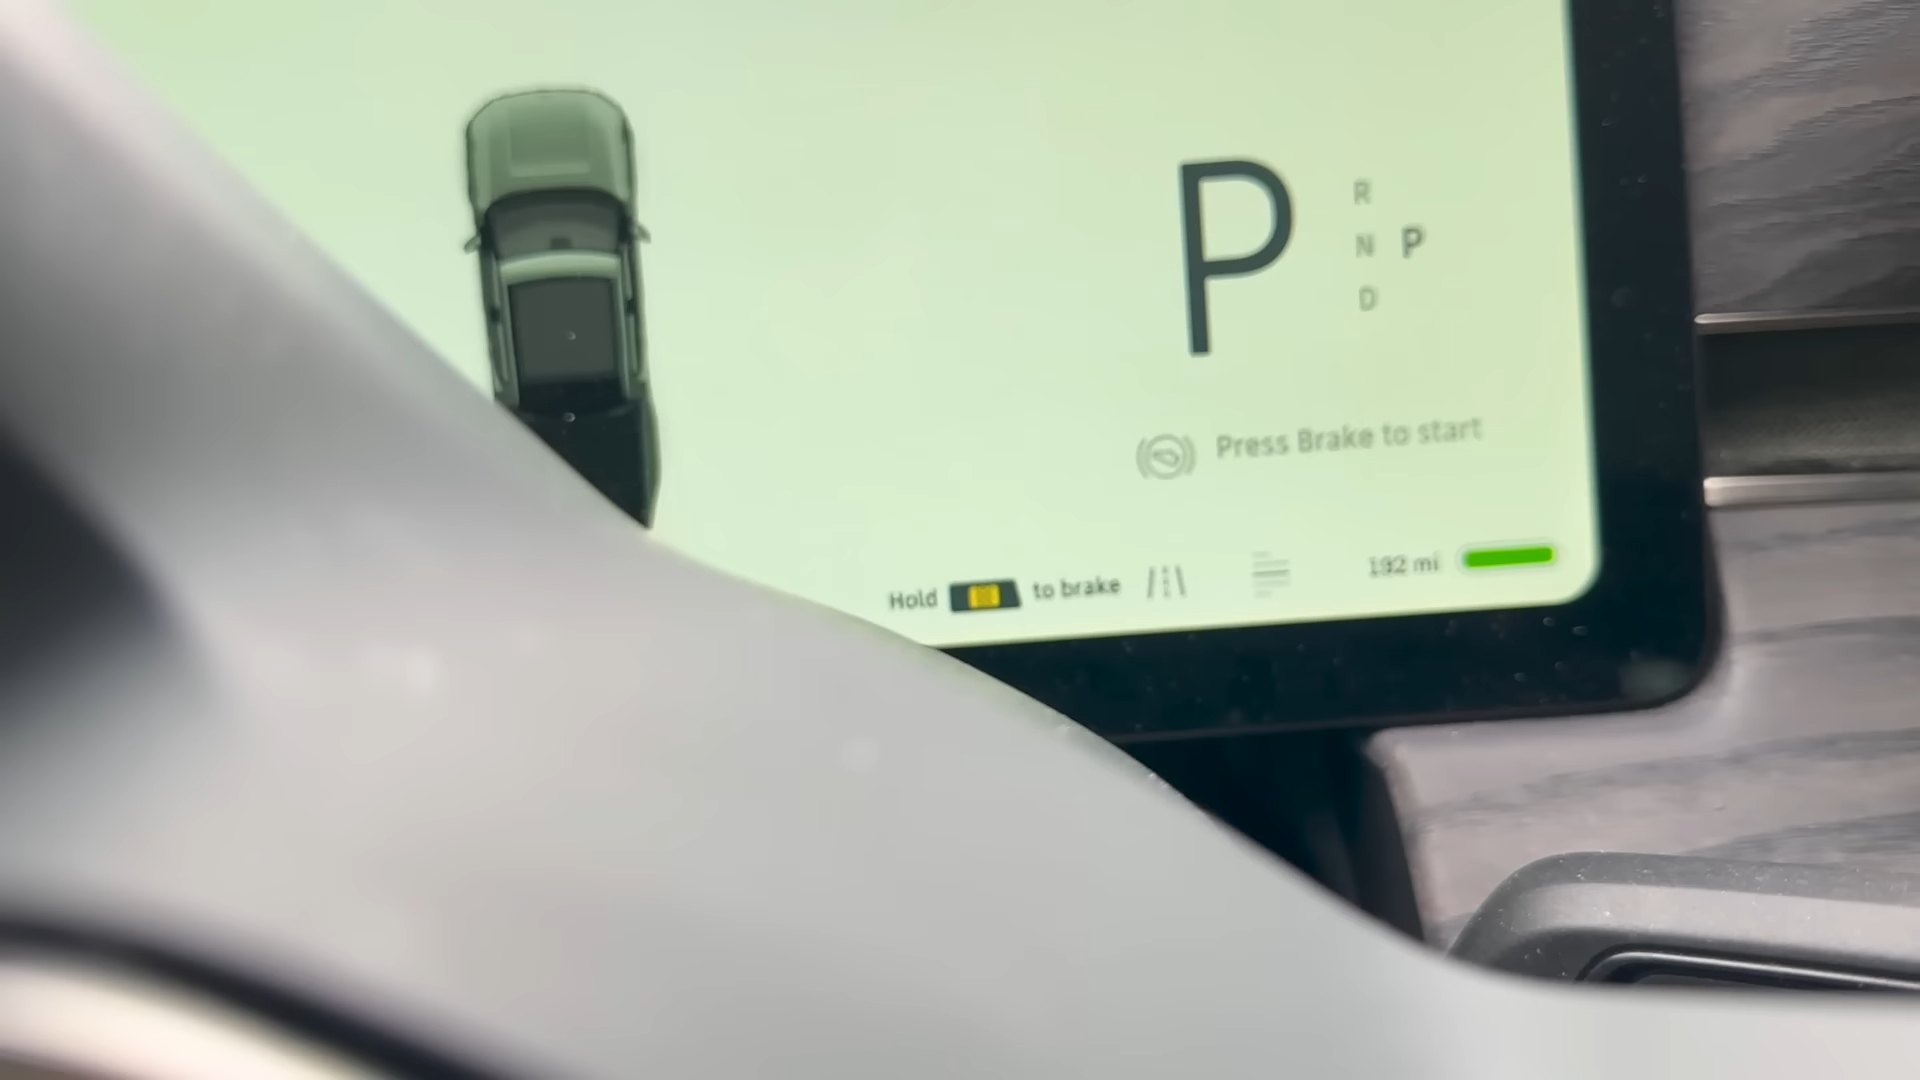 P
R
N P
D
Press Brake to start
Hold to brake
192 mi